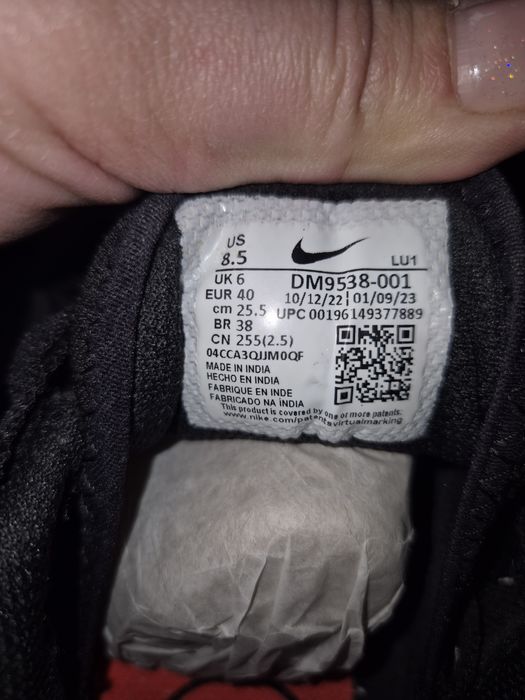 US
8.5
LU1
UK 6
DM9538-001
EUR 40
10/12/22 | 01/09/23
cm 25.5
UPC 00196149377889
BR 38
CN 255(2.5)
04CCA3QJJM0QF
MADE IN INDIA
HECHO EN INDIA
FABRIQUE EN INDE
FABRICADO NA ÍNDIA
This product is covered by one or more patents.
www.nike.com/patentsvirtualmarking